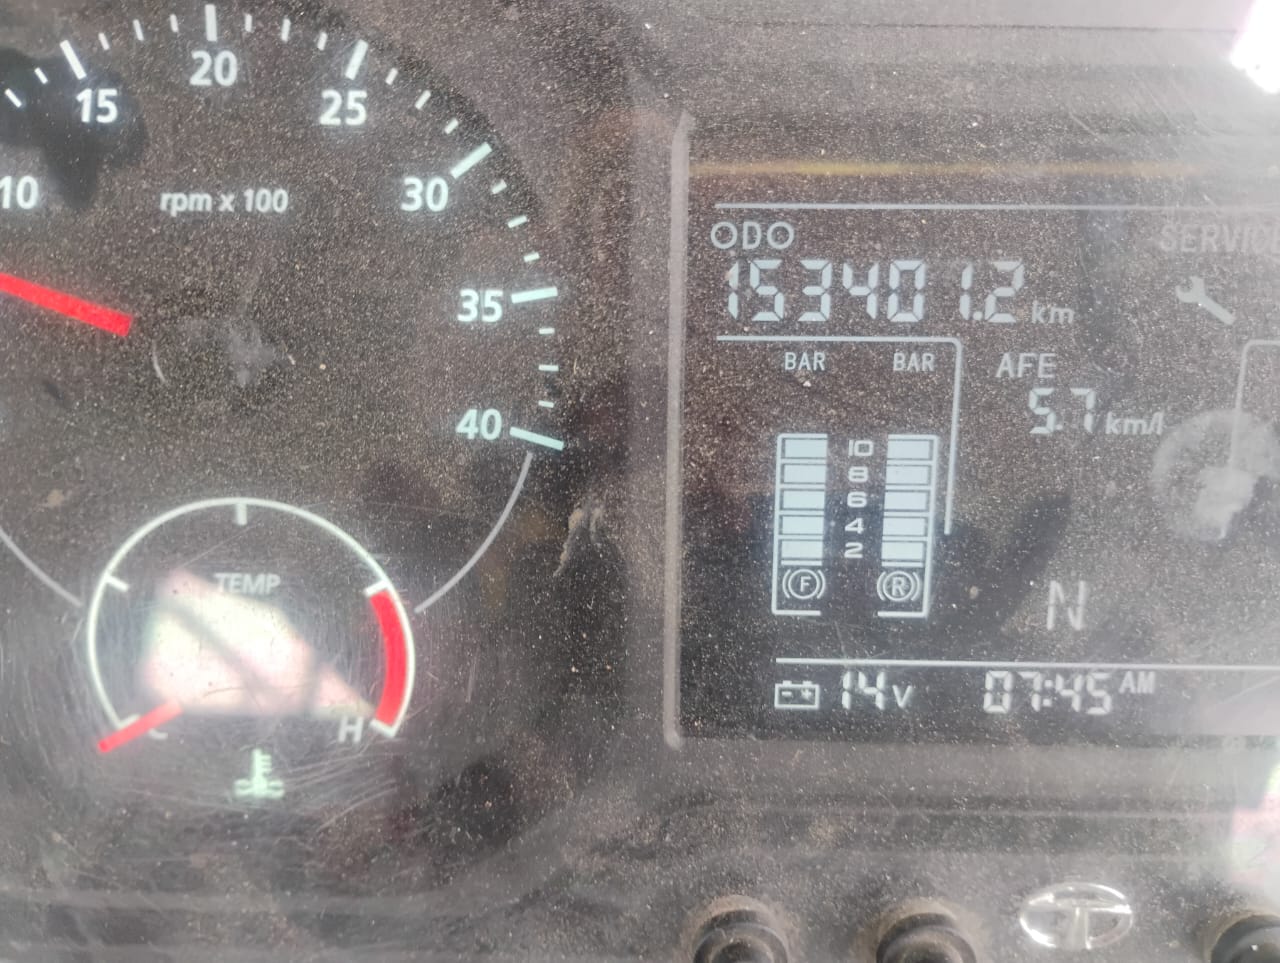 10
15
20
25
30
35
40
rpm x 100
TEMP
C H
ODO
153401.2 km
SERVIC
BAR BAR
AFE
5.7 km/l
10
8
6
4
2
F R
N
14 V 07:45 AM